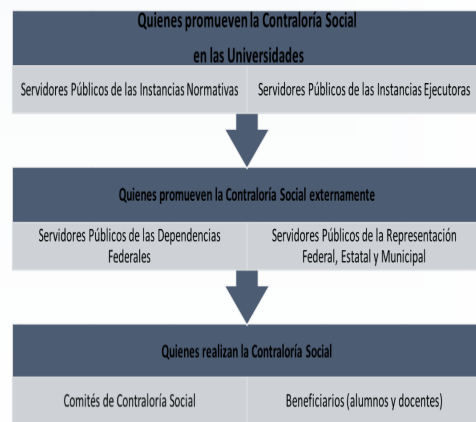 Quienes promueven la Contraloría Social
en las Universidades
Servidores Públicos de las Instancias Normativas
Servidores Públicos de las Instancias Ejecutoras
Quienes promueven la Contraloría Social externamente
Servidores Públicos de las Dependencias
Federales
Servidores Públicos de la Representación
Federal, Estatal y Municipal
Quienes realizan la Contraloría Social
Comités de Contraloría Social
Beneficiarios (alumnos y docentes)